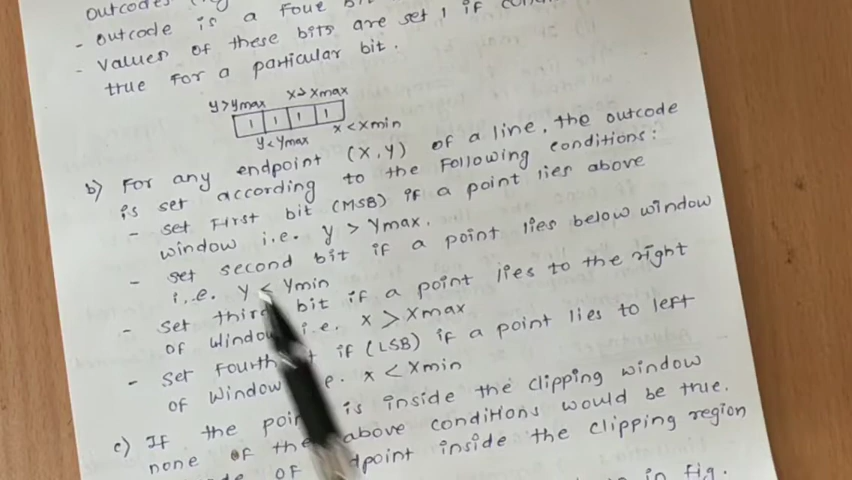 outcodes
- outcode is a Four
- values of these bits are set 1 if
true for a particular bit.
y>ymax x>xmax
1 1 1 1
y<ymax x<xmin
b) For any endpoint (x,y) of a line, the outcode
is set according to the following conditions:
- set First bit (MSB) if a point lies above
window i.e. y > ymax.
- set second bit if a point lies below window
i.e. y < ymin
- set third bit if a point lies to the right
of window i.e. x > xmax
- set Fourth if (LSB) if a point lies to left
of window x < xmin
c) If the point is inside the clipping window
none of the above conditions would be true.
of endpoint inside the clipping region
in fig.